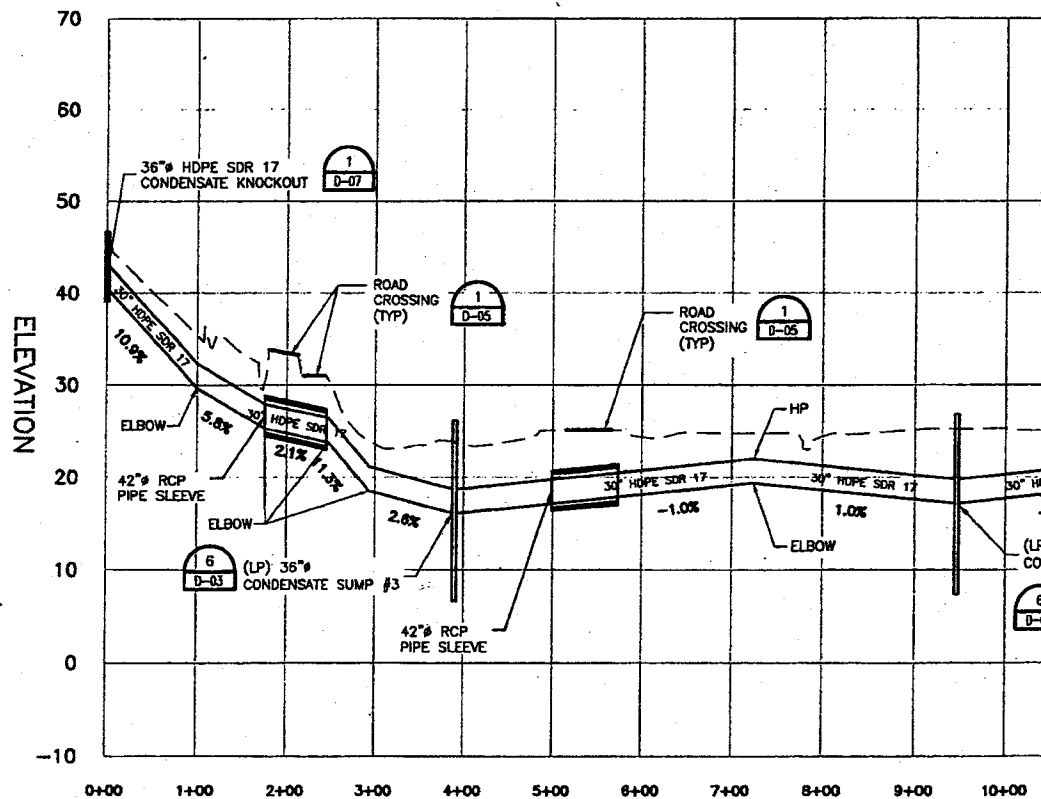 70
60
36"ø HDPE SDR 17
CONDENSATE KNOCKOUT
1
D-07
50
ROAD
CROSSING
(TYP)
1
D-05
ROAD
CROSSING
(TYP)
1
D-05
40
30" HDPE SDR 17
10.9%
ELEVATION
30
ELBOW
5.8%
30" HDPE SDR 17
2.1%
11.3%
HP
42"ø RCP
PIPE SLEEVE
20
30" HDPE SDR 17
-1.0%
30" HDPE SDR 17
1.0%
30"
ELBOW
2.6%
ELBOW
6
D-03
(LP) 36"ø
CONDENSATE SUMP #3
10
42"ø RCP
PIPE SLEEVE
0
-10
0+00 1+00 2+00 3+00 4+00 5+00 6+00 7+00 8+00 9+00 10+00